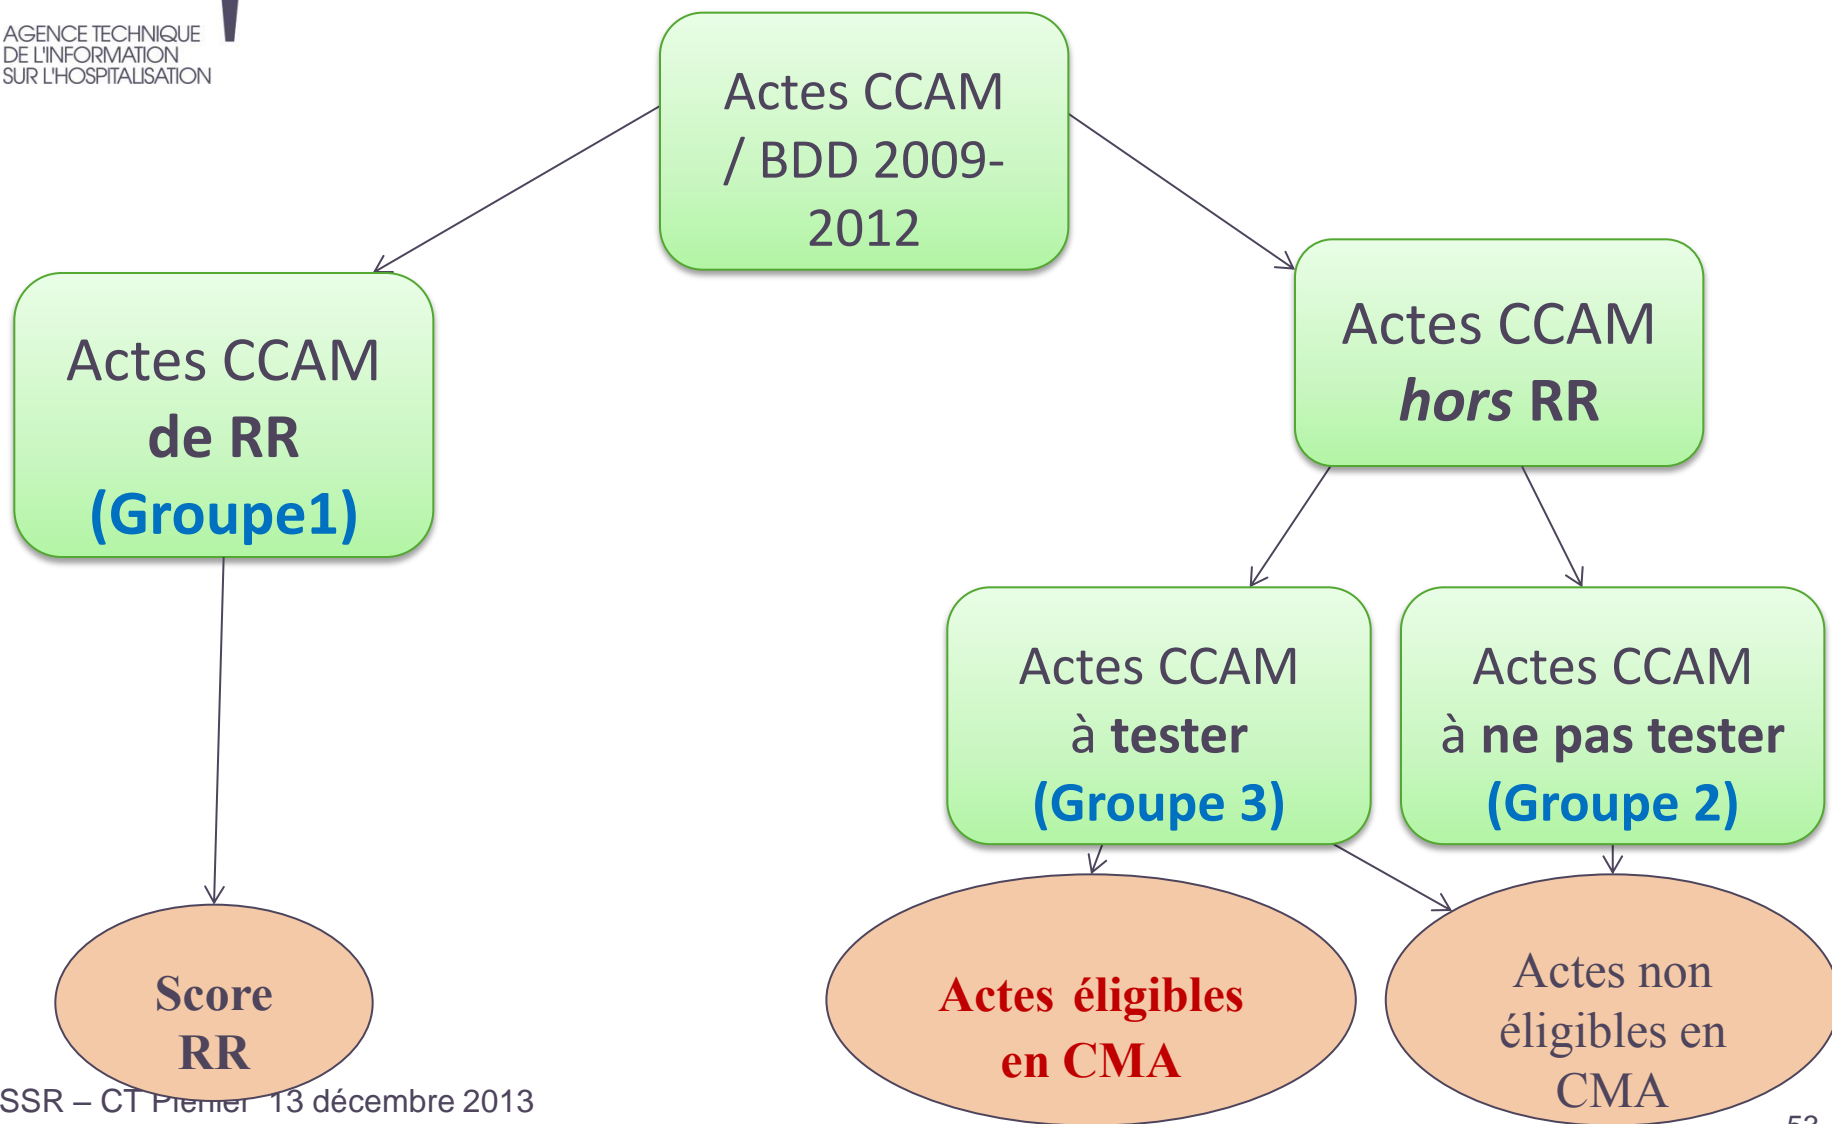 AGENCE TECHNIQUE
DE L'INFORMATION
SUR L'HOSPITALISATION
Actes CCAM
/ BDD 2009-
2012
Actes CCAM
de RR
(Groupe1)
Actes CCAM
hors RR
Actes CCAM
à tester
(Groupe 3)
Actes CCAM
à ne pas tester
(Groupe 2)
Score
RR
Actes éligibles
en CMA
Actes non
éligibles en
CMA
SSR – CT Plénier 13 décembre 2013